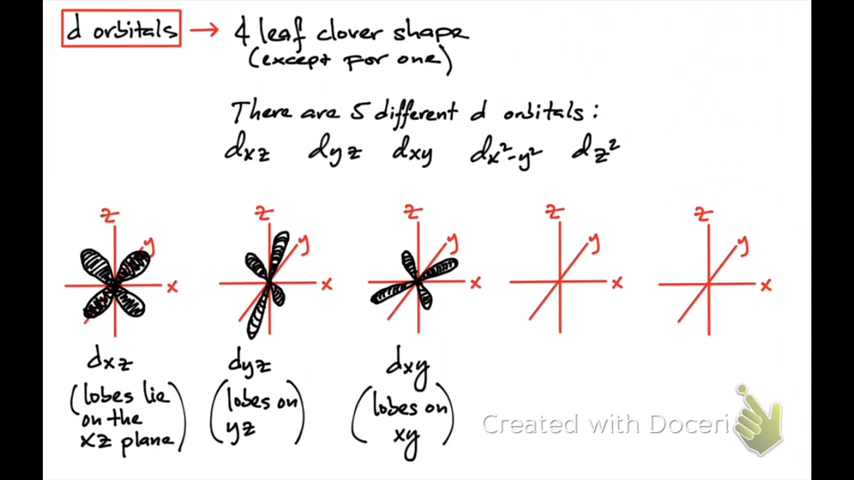 d orbitals → 4 leaf clover shape
(except for one)
There are 5 different d orbitals:
dxz dyz dxy dx²-y² dz²
z y x
z y x
z y x
z y x
z y x
dxz
(lobes lie
on the
xz plane)
dyz
(lobes on
yz)
dxy
(lobes on
xy)
Created with Doceri